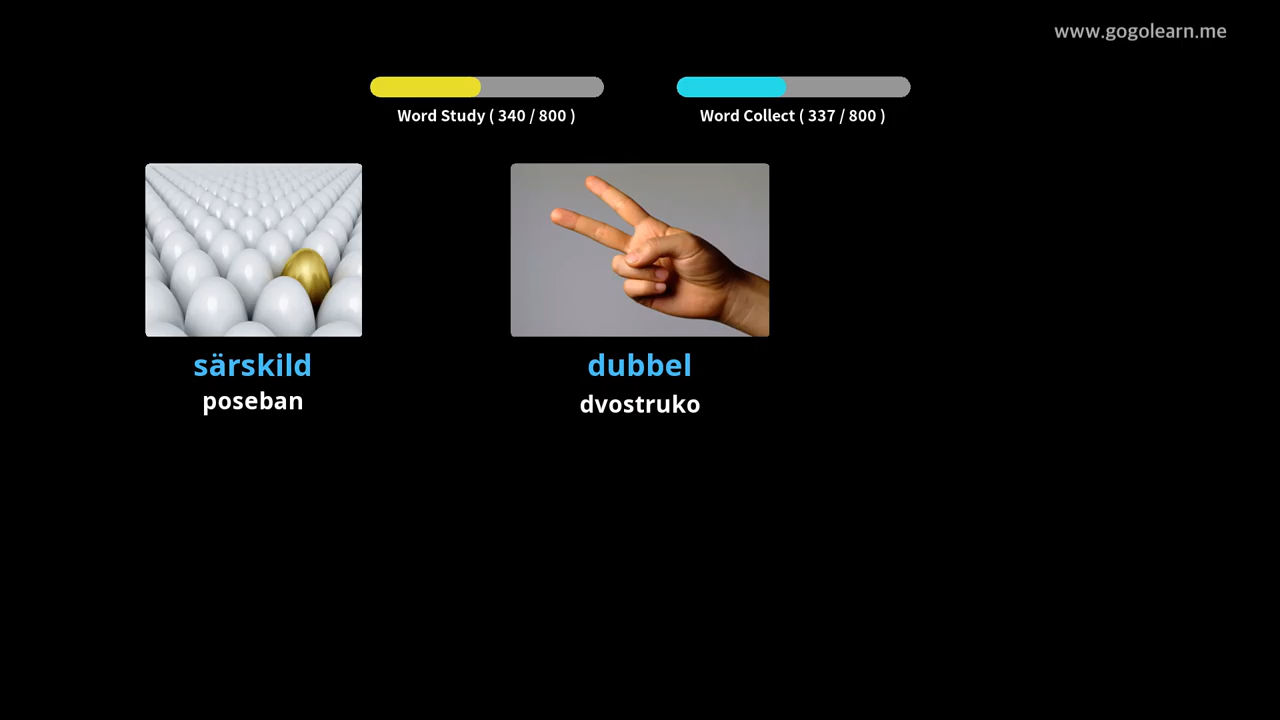 www.gogolearn.me
Word Study ( 340 / 800 )
Word Collect ( 337 / 800 )
särskild
poseban
dubbel
dvostruko